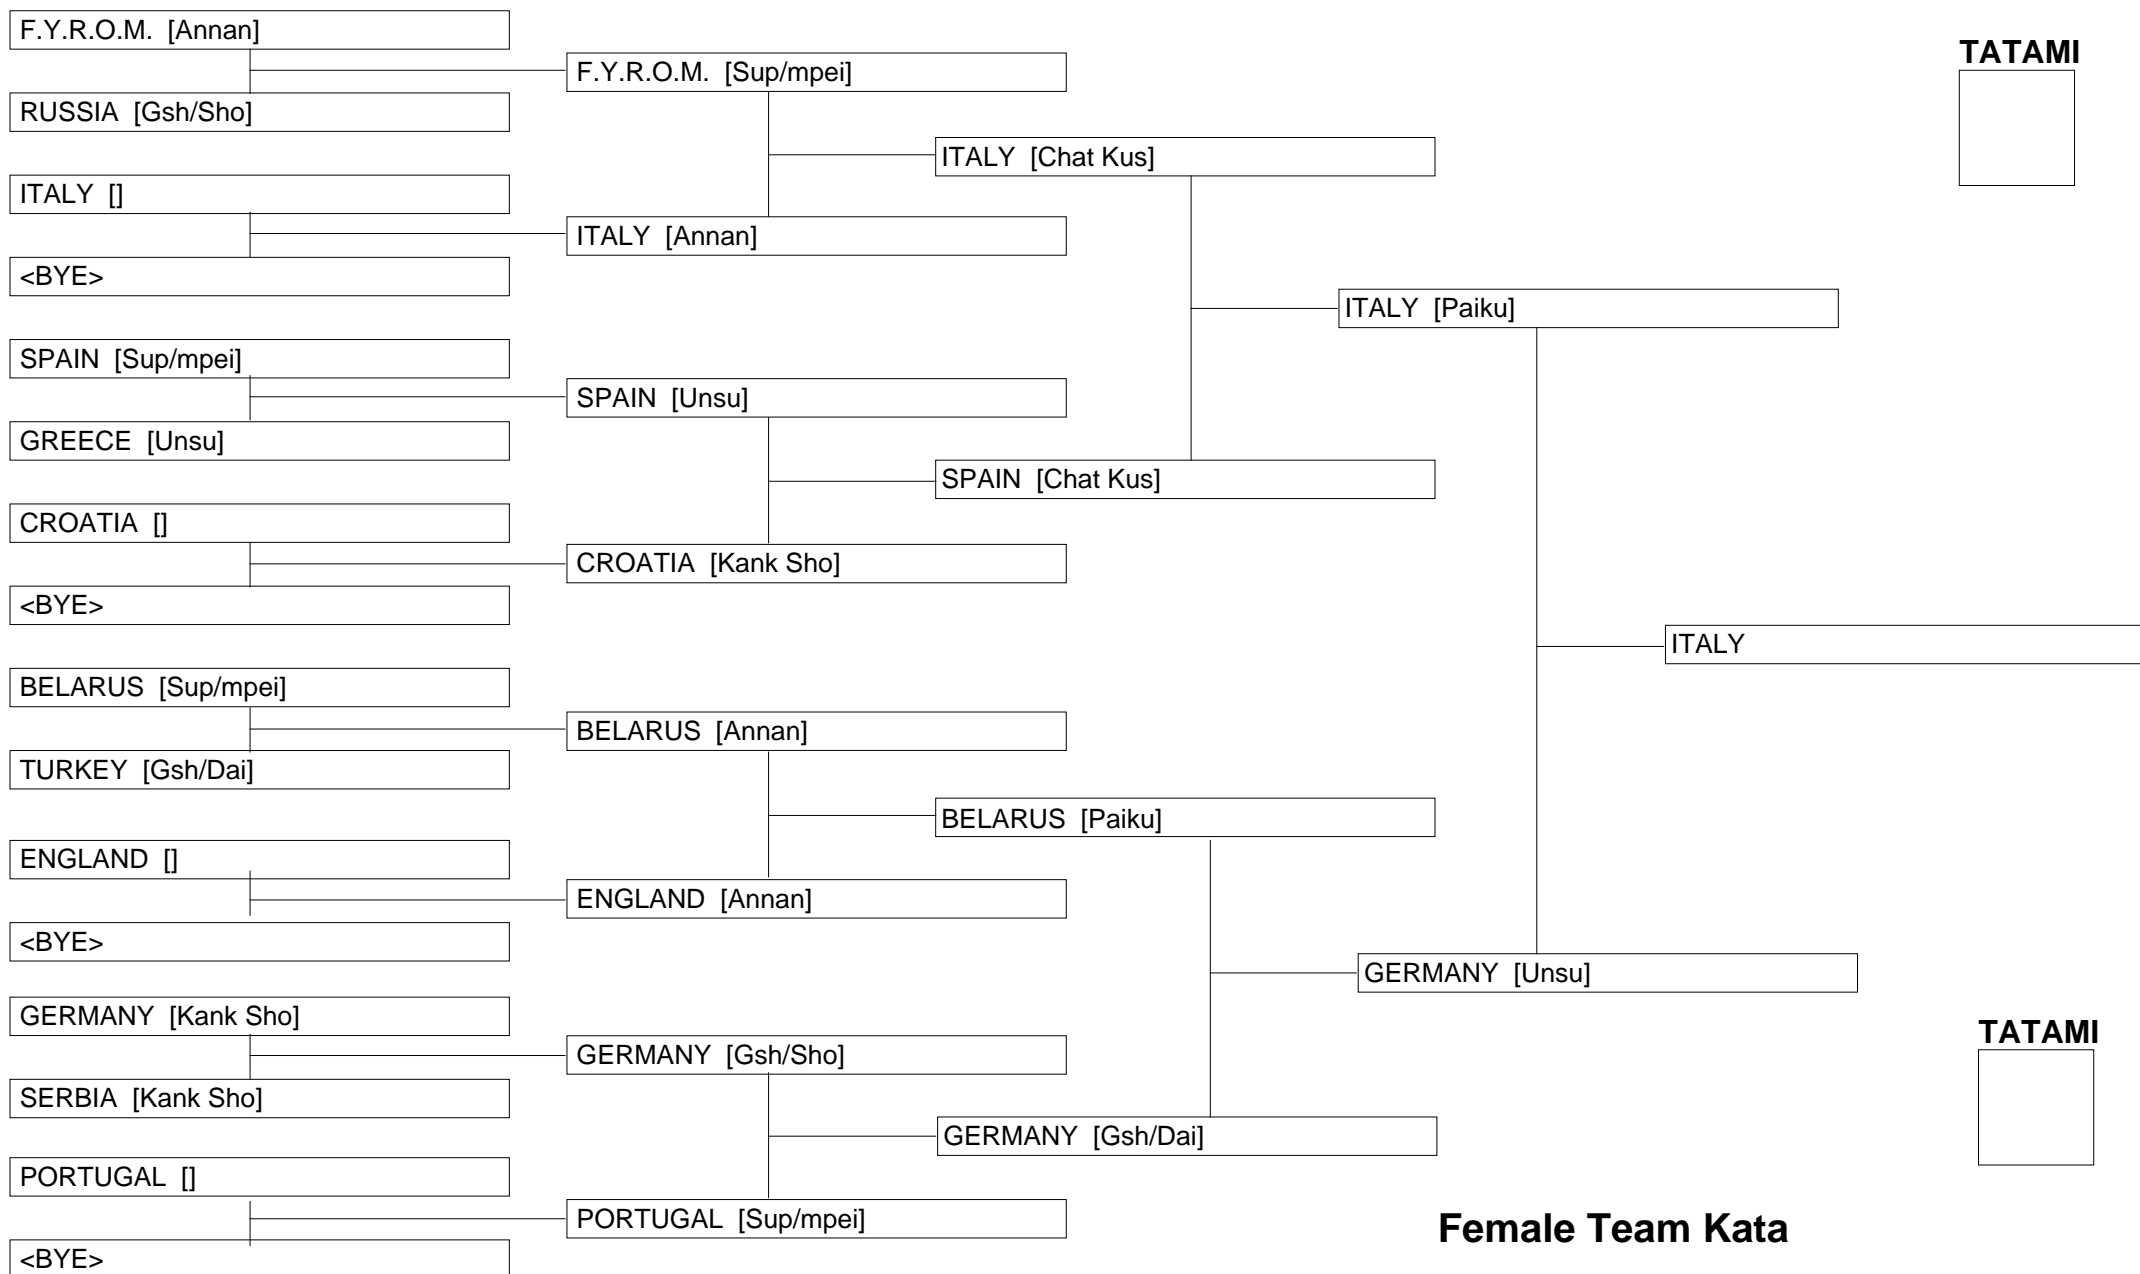 F.Y.R.O.M. [Annan]
RUSSIA [Gsh/Sho]
ITALY []
<BYE>
SPAIN [Sup/mpei]
GREECE [Unsu]
CROATIA []
<BYE>
BELARUS [Sup/mpei]
TURKEY [Gsh/Dai]
ENGLAND []
<BYE>
GERMANY [Kank Sho]
SERBIA [Kank Sho]
PORTUGAL []
<BYE>
F.Y.R.O.M. [Sup/mpei]
ITALY [Annan]
SPAIN [Unsu]
CROATIA [Kank Sho]
BELARUS [Annan]
ENGLAND [Annan]
GERMANY [Gsh/Sho]
PORTUGAL [Sup/mpei]
ITALY [Chat Kus]
SPAIN [Chat Kus]
BELARUS [Paiku]
GERMANY [Gsh/Dai]
ITALY [Paiku]
GERMANY [Unsu]
ITALY
TATAMI
TATAMI
Female Team Kata